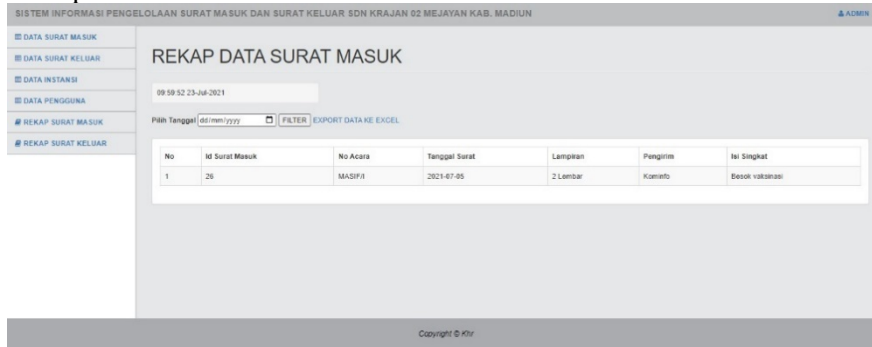 SISTEM INFORMASI PENGELOLAAN SURAT MASUK DAN SURAT KELUAR SDN KRAJAN 02 MEJAYAN KAB. MADIUN ADMIN
DATA SURAT MASUK
DATA SURAT KELUAR
DATA INSTANSI
DATA PENGGUNA
REKAP SURAT MASUK
REKAP SURAT KELUAR
REKAP DATA SURAT MASUK
09:59:52 23-Jul-2021
Pilih Tanggal dd/mm/yyyy FILTER EXPORT DATA KE EXCEL
No Id Surat Masuk No Acara Tanggal Surat Lampiran Pengirim Isi Singkat
1 26 MASIF/I 2021-07-05 2 Lembar Kominfo Besok vaksinasi
Copyright © Khr